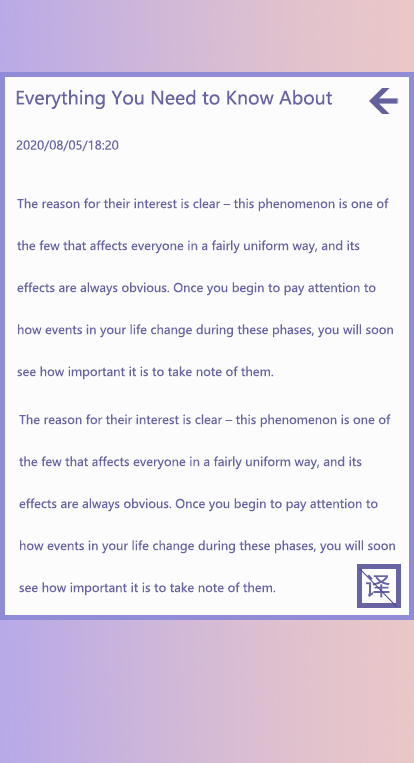 Everything You Need to Know About
2020/08/05/18:20
The reason for their interest is clear – this phenomenon is one of
the few that affects everyone in a fairly uniform way, and its
effects are always obvious. Once you begin to pay attention to
how events in your life change during these phases, you will soon
see how important it is to take note of them.
The reason for their interest is clear – this phenomenon is one of
the few that affects everyone in a fairly uniform way, and its
effects are always obvious. Once you begin to pay attention to
how events in your life change during these phases, you will soon
see how important it is to take note of them.
译